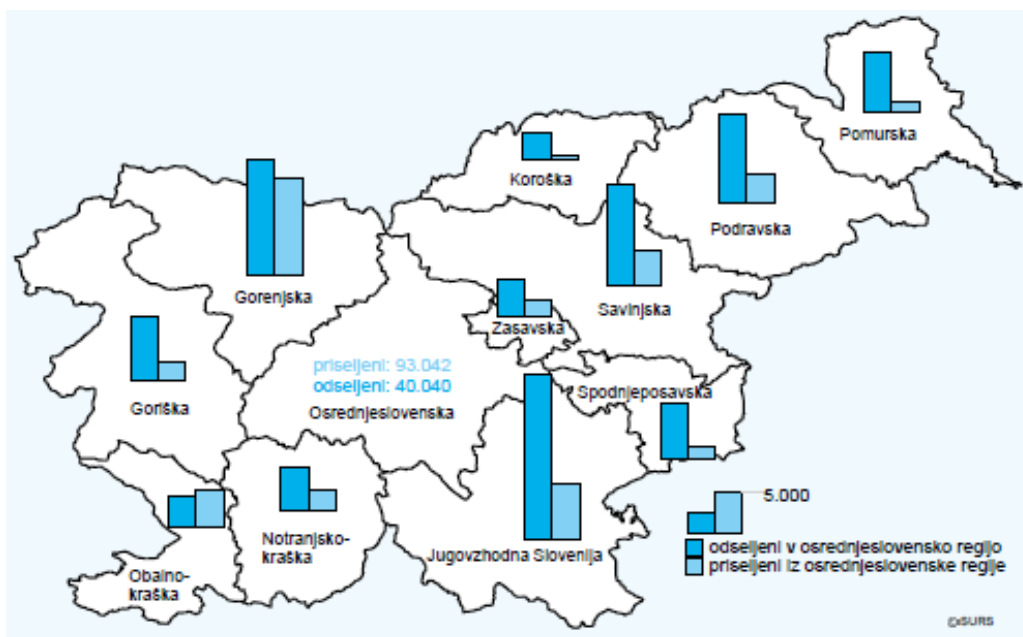 Pomurska
Koroška
Podravska
Gorenjska
Savinjska
Zasavska
priseljeni: 93.042
odseljeni: 40.040
Osrednjeslovenska
Spodnjeposavska
Goriška
5.000
Notranjsko-
kraška
Jugovzhodna Slovenija
odseljeni v osrednjeslovensko regijo
priseljeni iz osrednjeslovenske regije
Obalno-
kraška
©SURS